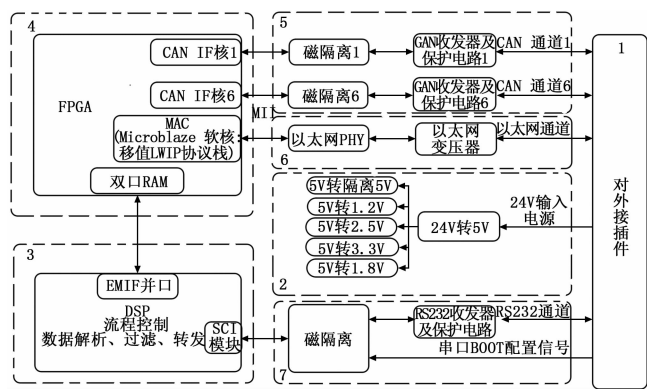 4
5
1
CAN IF核1
磁隔离1
GAN收发器及
保护电路1
CAN 通道1
FPGA
CAN IF核6
磁隔离6
GAN收发器及
保护电路6
CAN 通道6
MAC
(Microblaze 软核
移值LWIP协议栈)
MII
以太网PHY
以太网
变压器
以太网通道
6
双口RAM
对外接插件
5V转隔离5V
5V转1.2V
5V转2.5V
5V转3.3V
5V转1.8V
24V转5V
24V输入
电源
2
3
EMIF并口
DSP
流程控制
数据解析、过滤、转发
SCI
模块
磁隔离
RS232收发器
及保护电路
RS232通道
串口BOOT配置信号
7